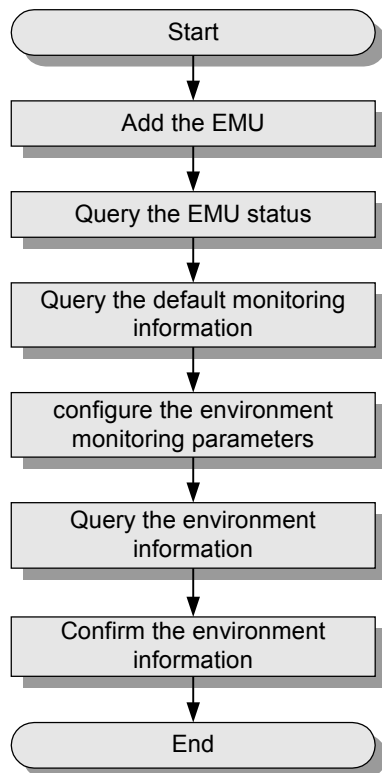 Start
Add the EMU
Query the EMU status
Query the default monitoring
information
configure the environment
monitoring parameters
Query the environment
information
Confirm the environment
information
End